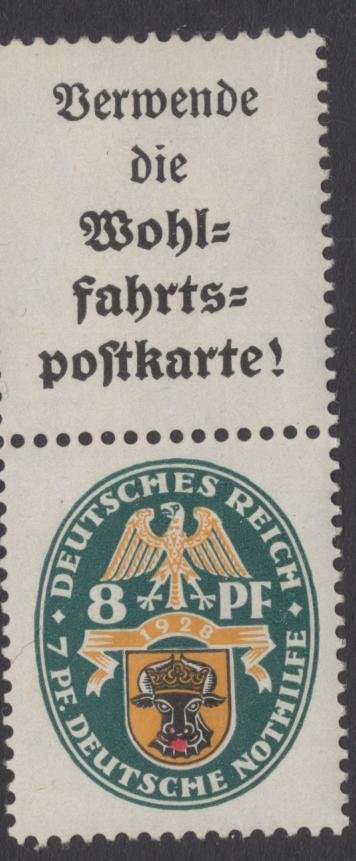 Verwende
die
Wohl=
fahrts=
poſtkarte!
DEUTSCHES REICH
8 PF
1928
7 PF. DEUTSCHE NOTHILFE